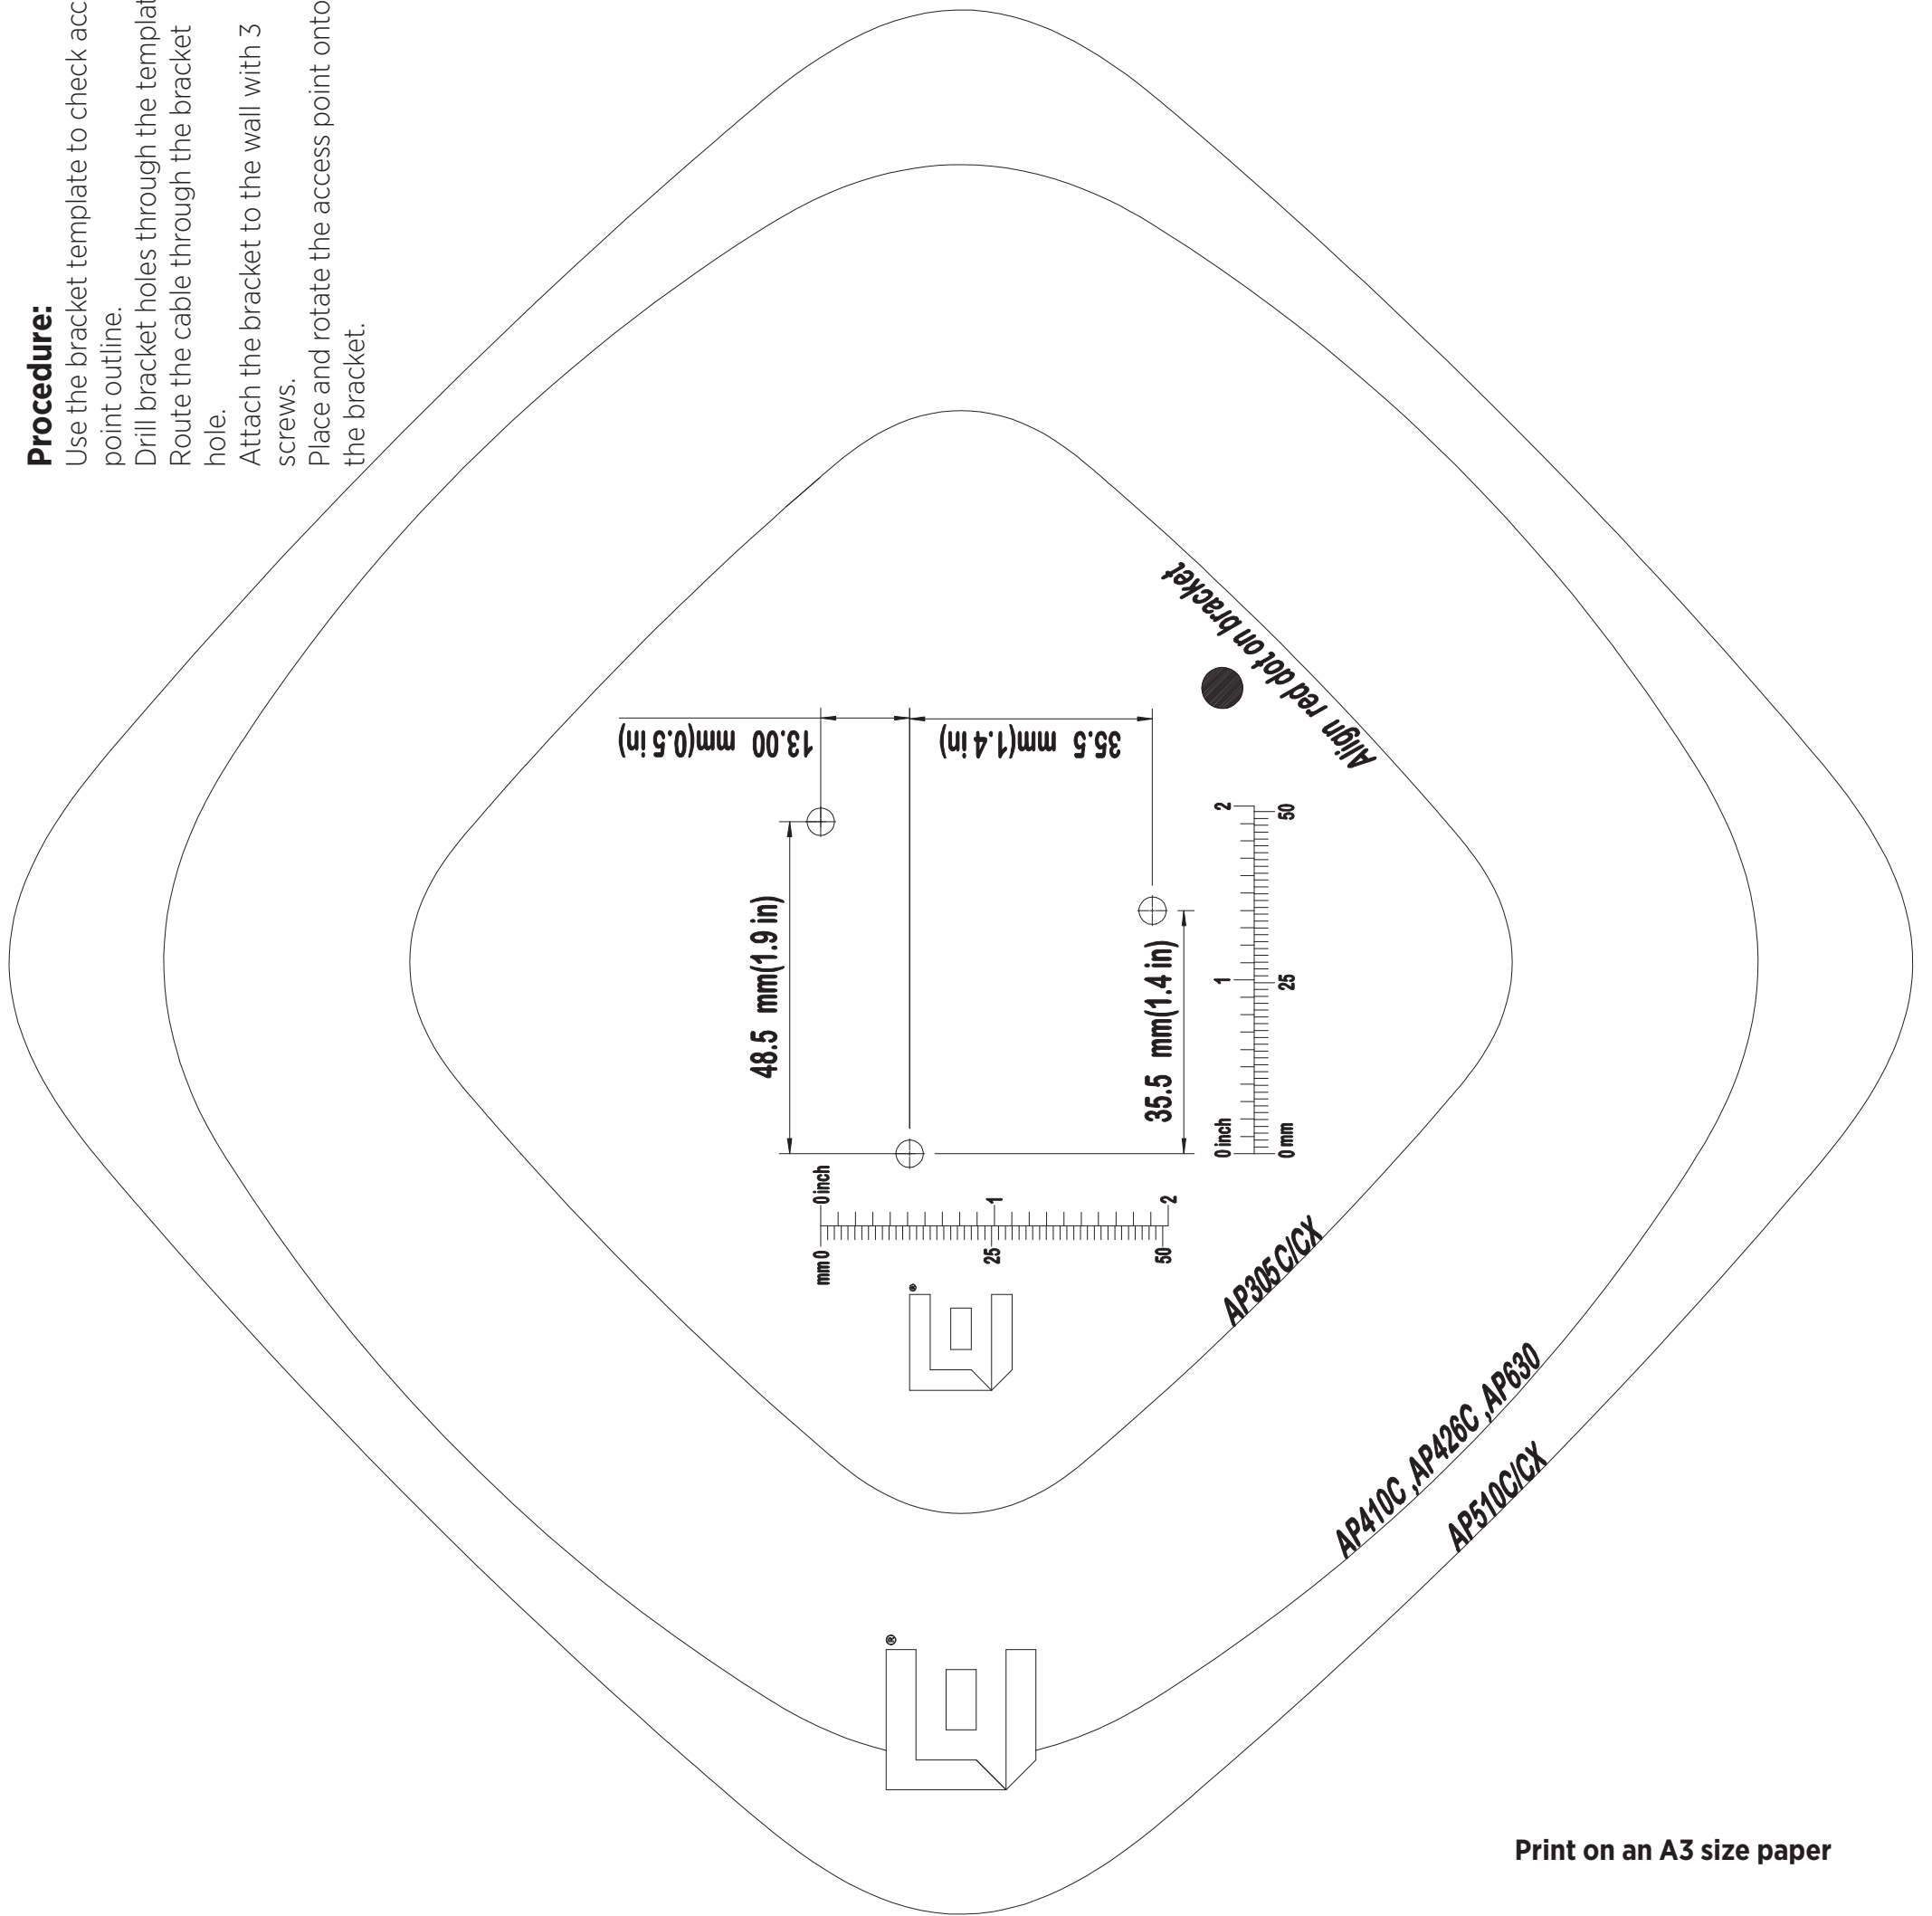 Procedure:
Use the bracket template to check acc
point outline.
Drill bracket holes through the templat
Route the cable through the bracket
hole.
Attach the bracket to the wall with 3
screws.
Place and rotate the access point onto
the bracket.
Align red dot on bracket
13.00 mm(0.5 in)
35.5 mm(1.4 in)
48.5 mm(1.9 in)
35.5 mm(1.4 in)
0 inch 1 2
0 mm 25 50
0 inch 1 2
mm 0 25 50
®
AP305C/CX
AP410C ,AP426C ,AP630
AP510C/CX
®
Print on an A3 size paper